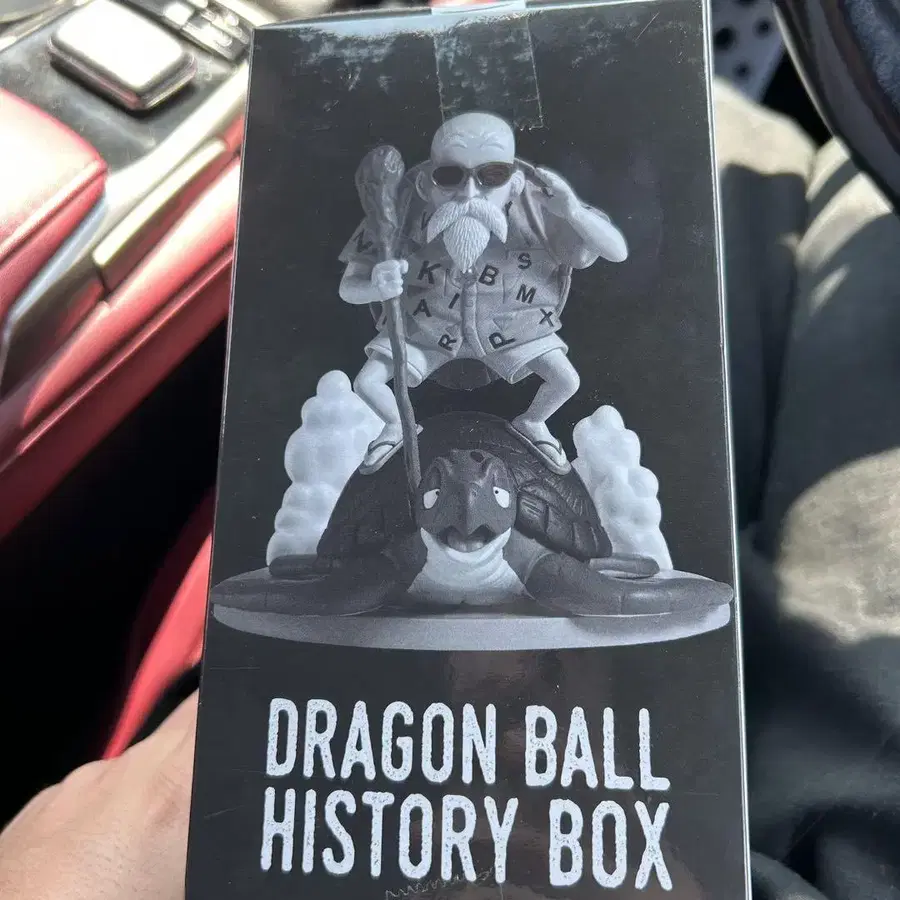 K B S
A I M
R P X
DRAGON BALL
HISTORY BOX